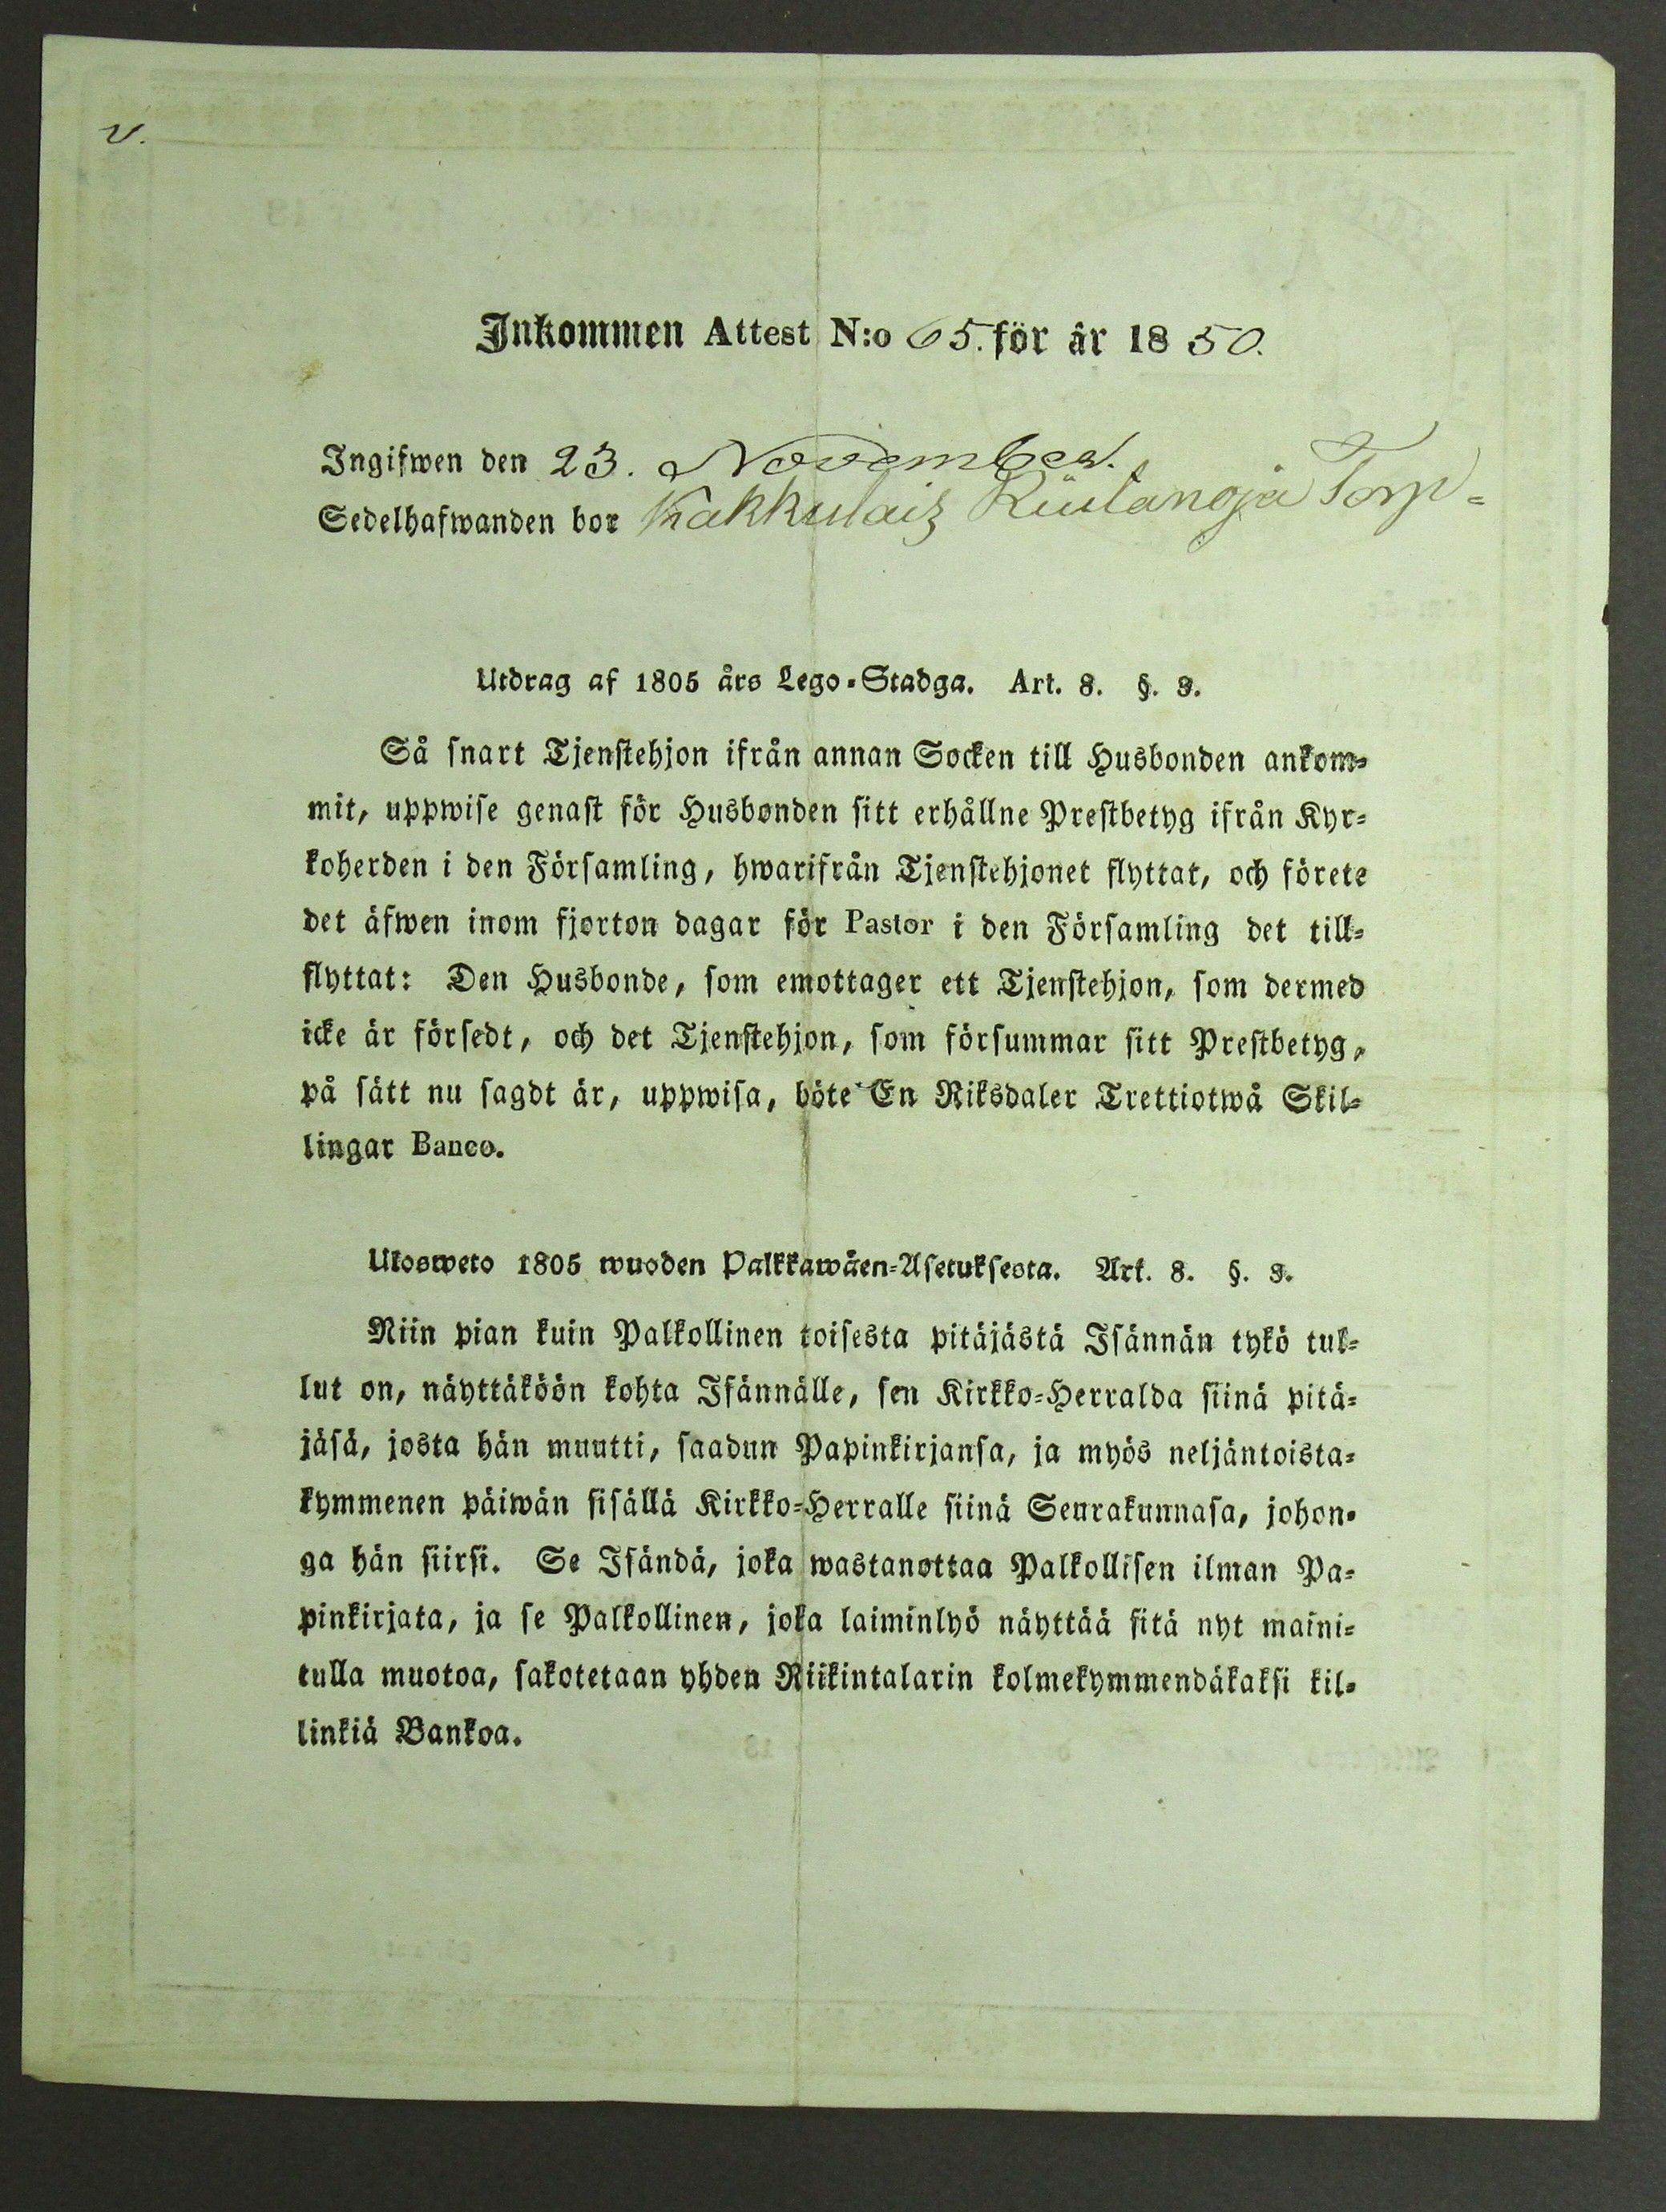 v.
Inkommen Attest N:o 65. för år 1850.
Ingifwen den 23. November.
Sedelhafwanden bor Kakkulais Torp-
Utdrag af 1805 års Lego-Stadga. Art. 8. §. 3.
Så snart Tjenstehjon ifrån annan Socken till Husbonden ankom-
mit, uppwise genast för Husbonden sitt erhållne Prestbetyg ifrån Kyr-
koherden i den Församling, hwarifrån Tjenstehjonet flyttat, och förete
det äfwen inom fjorton dagar för Pastor i den Församling det till-
flyttat: Den Husbonde, som emottager ett Tjenstehjon, som dermed
icke är försedt, och det Tjenstehjon, som försummar sitt Prestbetyg,
på sätt nu sagdt är, uppwisa, böte En Riksdaler Trettiotwå Skil-
lingar Banco.
Ulosweto 1805 wuoden Palkkawäen-Asetuksesta. Art. 8. §. 3.
Niin pian kuin Palkollinen toisesta pitäjästä Isännän tykö tul-
lut on, näyttäköön kohta Isännälle, sen Kirkko-Herralda siinä pitä-
jäsä, josta hän muutti, saadun Papinkirjansa, ja myös neljäntoista-
kymmenen päiwän sisällä Kirkko-Herralle siinä Seurakunnasa, johon-
ga hän siirsi. Se Isändä, joka wastanottaa Palkollisen ilman Pa-
pinkirjata, ja se Palkollinen, joka laiminlyö näyttää sitä nyt maini-
tulla muotoa, sakotetaan yhden Riikintalarin kolmekymmendäkaksi kil-
linkiä Bankoa.